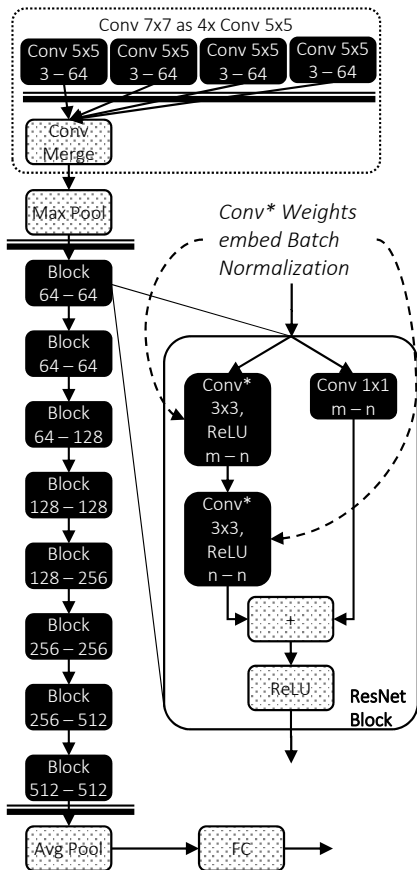 Conv 7x7 as 4x Conv 5x5
Conv 5x5
3 – 64
Conv 5x5
3 – 64
Conv 5x5
3 – 64
Conv 5x5
3 – 64
Conv
Merge
Max Pool
Block
64 – 64
Block
64 – 64
Block
64 – 128
Block
128 – 128
Block
128 – 256
Block
256 – 256
Block
256 – 512
Block
512 – 512
Avg Pool
FC
Conv* Weights
embed Batch
Normalization
Conv*
3x3,
ReLU
m – n
Conv 1x1
m – n
Conv*
3x3,
ReLU
n – n
+
ReLU
ResNet
Block